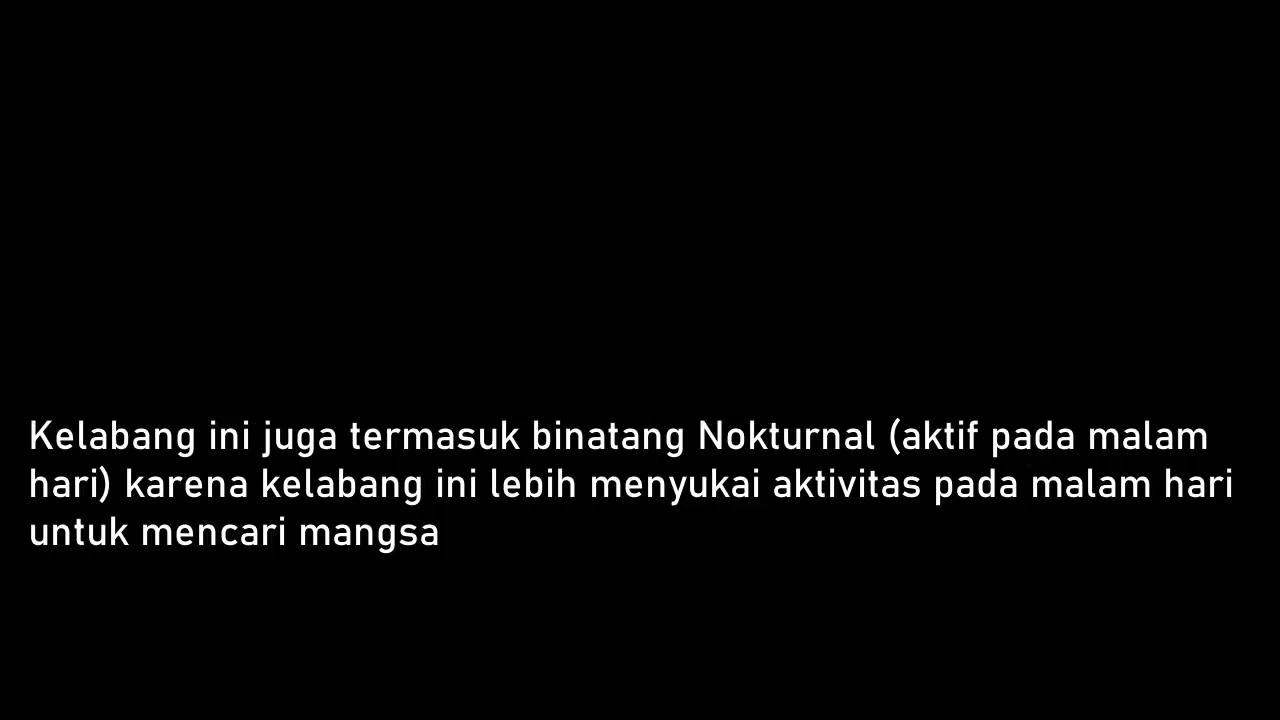 Kelabang ini juga termasuk binatang Nokturnal (aktif pada malam
hari) karena kelabang ini lebih menyukai aktivitas pada malam hari
untuk mencari mangsa